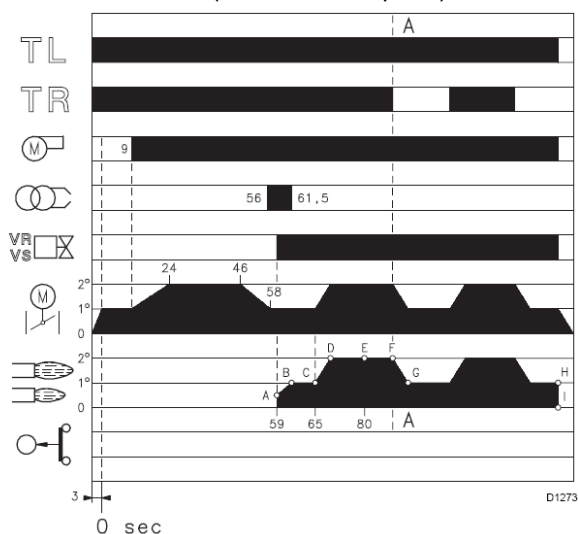 A
TL
TR
M
9
56 61,5
VR
VS
24 46
58
M
2°
1°
0
D E F
2°
B C G H
1°
A I
0
59 65 80 A
3
D1273
0 sec